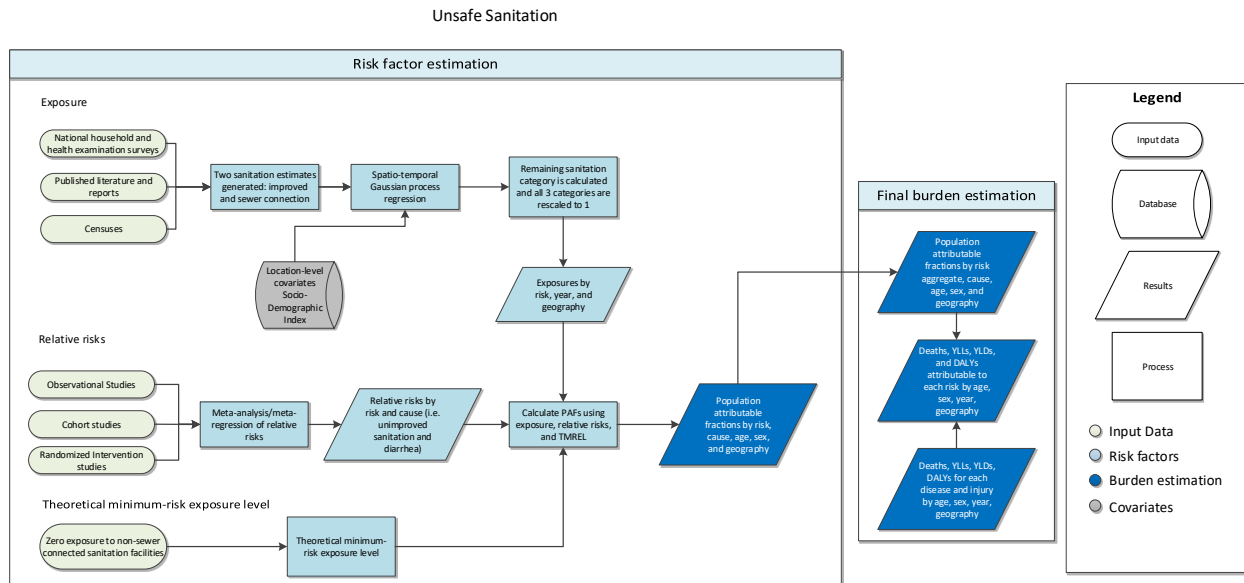 Unsafe Sanitation
Risk factor estimation
Exposure
National household and
health examination surveys
Published literature and
reports
Censuses
Two sanitation estimates
generated: improved
and sewer connection
Spatio-temporal
Gaussian process
regression
Remaining sanitation
category is calculated
and all 3 categories are
rescaled to 1
Location-level
covariates
Socio-
Demographic
Index
Exposures by
risk, year, and
geography
Relative risks
Observational Studies
Cohort studies
Randomized Intervention
studies
Meta-analysis/meta-
regression of relative
risks
Relative risks by
risk and cause (i.e.
unimproved
sanitation and
diarrhea)
Calculate PAFs using
exposure, relative risks,
and TMREL
Population
attributable
fractions by risk,
cause, age, sex,
and geography
Theoretical minimum-risk exposure level
Zero exposure to non-sewer
connected sanitation facilities
Theoretical minimum-
risk exposure level
Final burden estimation
Population
attributable
fractions by risk
aggregate, cause,
age, sex, and
geography
Deaths, YLLs, YLDs,
and DALYs
attributable to
each risk by age,
sex, year,
geography
Deaths, YLLs, YLDs,
DALYs for each
disease and injury
by age, sex, year,
geography
Legend
Input data
Database
Results
Process
Input Data
Risk factors
Burden estimation
Covariates